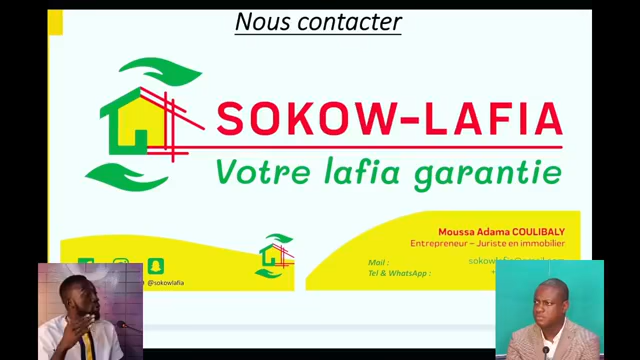 Nous contacter
SOKOW-LAFIA
Votre lafia garantie
Moussa Adama COULIBALY
Entrepreneur – Juriste en immobilier
Mail :
Tel & WhatsApp :
@sokowlafia